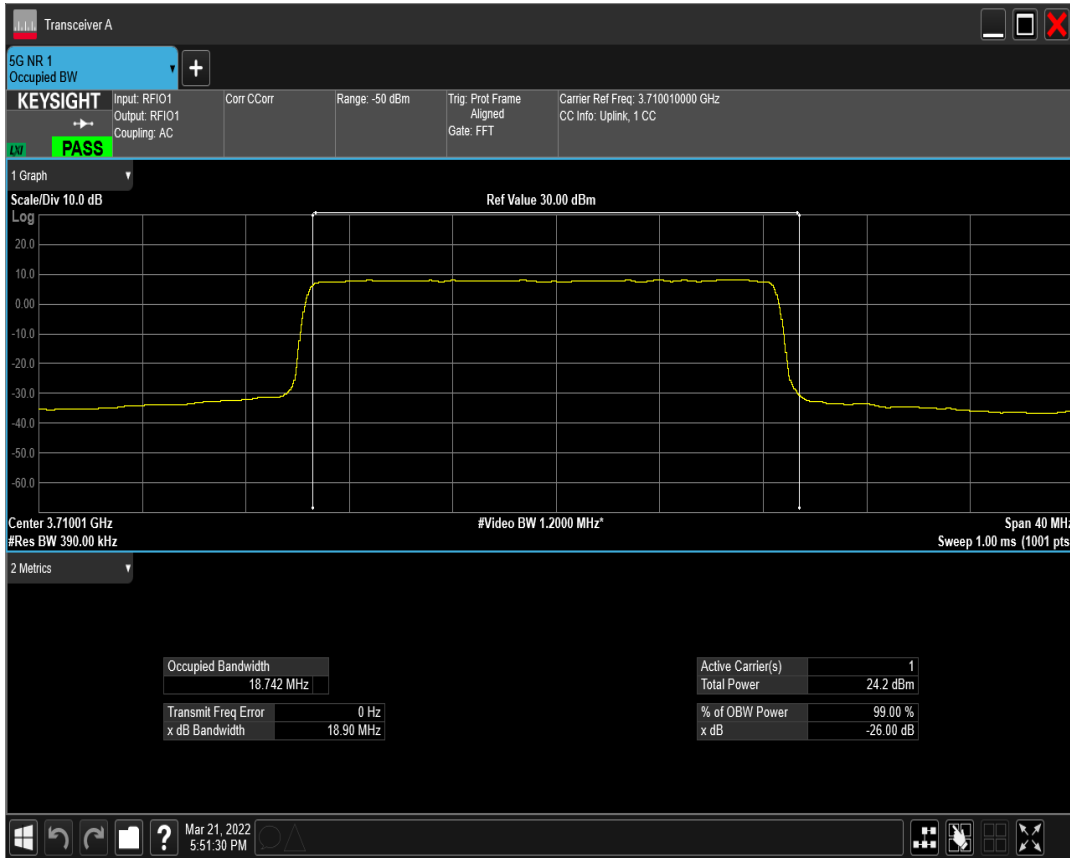 Transceiver A
5G NR 1
Occupied BW
+
KEYSIGHT
LXI
PASS
Input: RFIO1
Output: RFIO1
Coupling: AC
Corr CCorr
Range: -50 dBm
Trig: Prot Frame
Aligned
Gate: FFT
Carrier Ref Freq: 3.710010000 GHz
CC Info: Uplink, 1 CC
1 Graph
Scale/Div 10.0 dB
Ref Value 30.00 dBm
Log
20.0
10.0
0.00
-10.0
-20.0
-30.0
-40.0
-50.0
-60.0
Center 3.71001 GHz
#Video BW 1.2000 MHz*
Span 40 MHz
#Res BW 390.00 kHz
Sweep 1.00 ms (1001 pts
2 Metrics
Occupied Bandwidth
18.742 MHz
Transmit Freq Error 0 Hz
x dB Bandwidth 18.90 MHz
Active Carrier(s) 1
Total Power 24.2 dBm
% of OBW Power 99.00 %
x dB -26.00 dB
?
Mar 21, 2022
5:51:30 PM